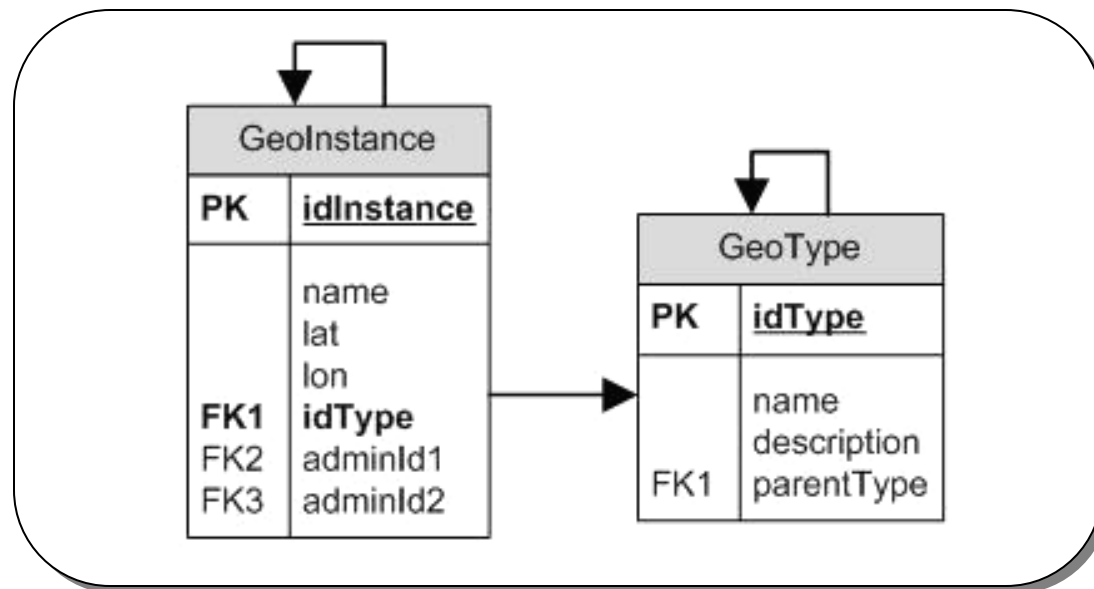 GeoInstance
PK idInstance
name
lat
lon
FK1 idType
FK2 adminId1
FK3 adminId2
GeoType
PK idType
name
description
FK1 parentType